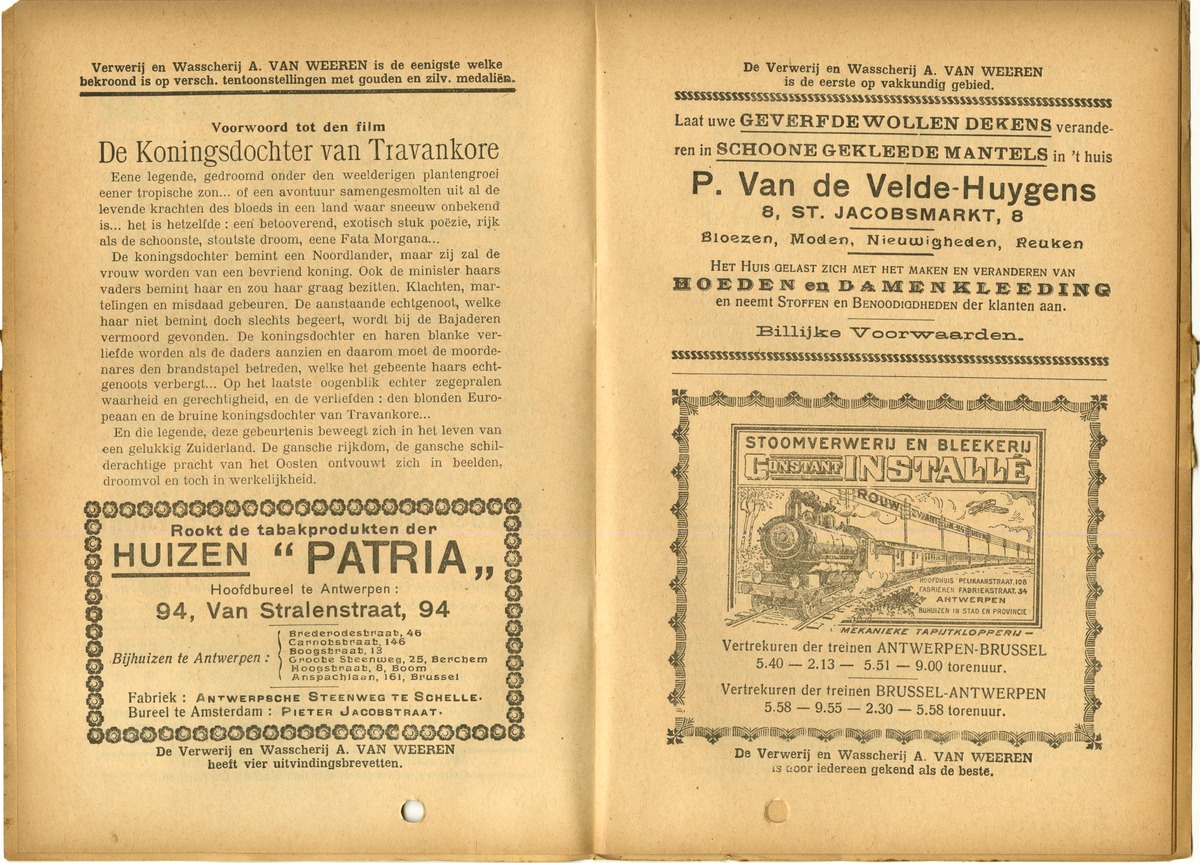 Verwerij en Wasscherij A. VAN WEEREN is de eenigste welke
bekroond is op versch. tentoonstellingen met gouden en zilv. medaliën.
Voorwoord tot den film
De Koningsdochter van Travankore
Eene legende, gedroomd onder den weelderigen plantengroei
eener tropische zon... of een avontuur samengesmolten uit al de
levende krachten des bloeds in een land waar sneeuw onbekend
is... het is hetzelfde : een betooverend, exotisch stuk poëzie, rijk
als de schoonste, stoutste droom, eene Fata Morgana...
De koningsdochter bemint een Noordlander, maar zij zal de
vrouw worden van een bevriend koning. Ook de minister haars
vaders bemint haar en zou haar graag bezitten. Klachten, mar-
telingen en misdaad gebeuren. De aanstaande echtgenoot, welke
haar niet bemint doch slechts begeert, wordt bij de Bajaderen
vermoord gevonden. De koningsdochter en haren blanke ver-
liefde worden als de daders aanzien en daarom moet de moorde-
nares den brandstapel betreden, welke het gebeente haars echt-
genoots verbergt... Op het laatste oogenblik echter zegepralen
waarheid en gerechtigheid, en de verliefden : den blonden Euro-
peaan en de bruine koningsdochter van Travankore...
En die legende, deze gebeurtenis beweegt zich in het leven van
een gelukkig Zuiderland. De gansche rijkdom, de gansche schil-
derachtige pracht van het Oosten ontvouwt zich in beelden,
droomvol en toch in werkelijkheid.
Rookt de tabakprodukten der
HUIZEN “ PATRIA „
Hoofdbureel te Antwerpen :
94, Van Stralenstraat, 94
Bijhuizen te Antwerpen :
Brederodestraat, 46
Carnotstraat, 146
Boogstraat, 13
Groote Steenweg, 25, Berchem
Hoogstraat, 8, Boom
Anspachlaan, 161, Brussel
Fabriek : ANTWERPSCHE STEENWEG TE SCHELLE.
Bureel te Amsterdam : PIETER JACOBSTRAAT.
De Verwerij en Wasscherij A. VAN WEEREN
heeft vier uitvindingsbrevetten.
De Verwerij en Wasscherij A. VAN WEEREN
is de eerste op vakkundig gebied.
Laat uwe GEVERFDE WOLLEN DEKENS verande-
ren in SCHOONE GEKLEEDE MANTELS in 't huis
P. Van de Velde-Huygens
8, ST. JACOBSMARKT, 8
Bloezen, Moden, Nieuwigheden, Reuken
HET HUIS GELAST ZICH MET HET MAKEN EN VERANDEREN VAN
HOEDEN en DAMENKLEEDING
en neemt STOFFEN en BENOODIGDHEDEN der klanten aan.
Billijke Voorwaarden.
STOOMVERWERIJ EN BLEEKERIJ
CONSTANT INSTALLÉ
ROUW
HOOFDHUIS PELIKAANSTRAAT. 108
FABRIEKEN FABRIEKSTRAAT. 34
ANTWERPEN
BIJHUIZEN IN STAD EN PROVINCIE
MEKANIEKE TAPIJTKLOPPERIJ —
Vertrekuren der treinen ANTWERPEN-BRUSSEL
5.40 — 2.13 — 5.51 — 9.00 torenuur.
Vertrekuren der treinen BRUSSEL-ANTWERPEN
5.58 — 9.55 — 2.30 — 5.58 torenuur.
De Verwerij en Wasscherij A. VAN WEEREN
is door iedereen gekend als de beste.